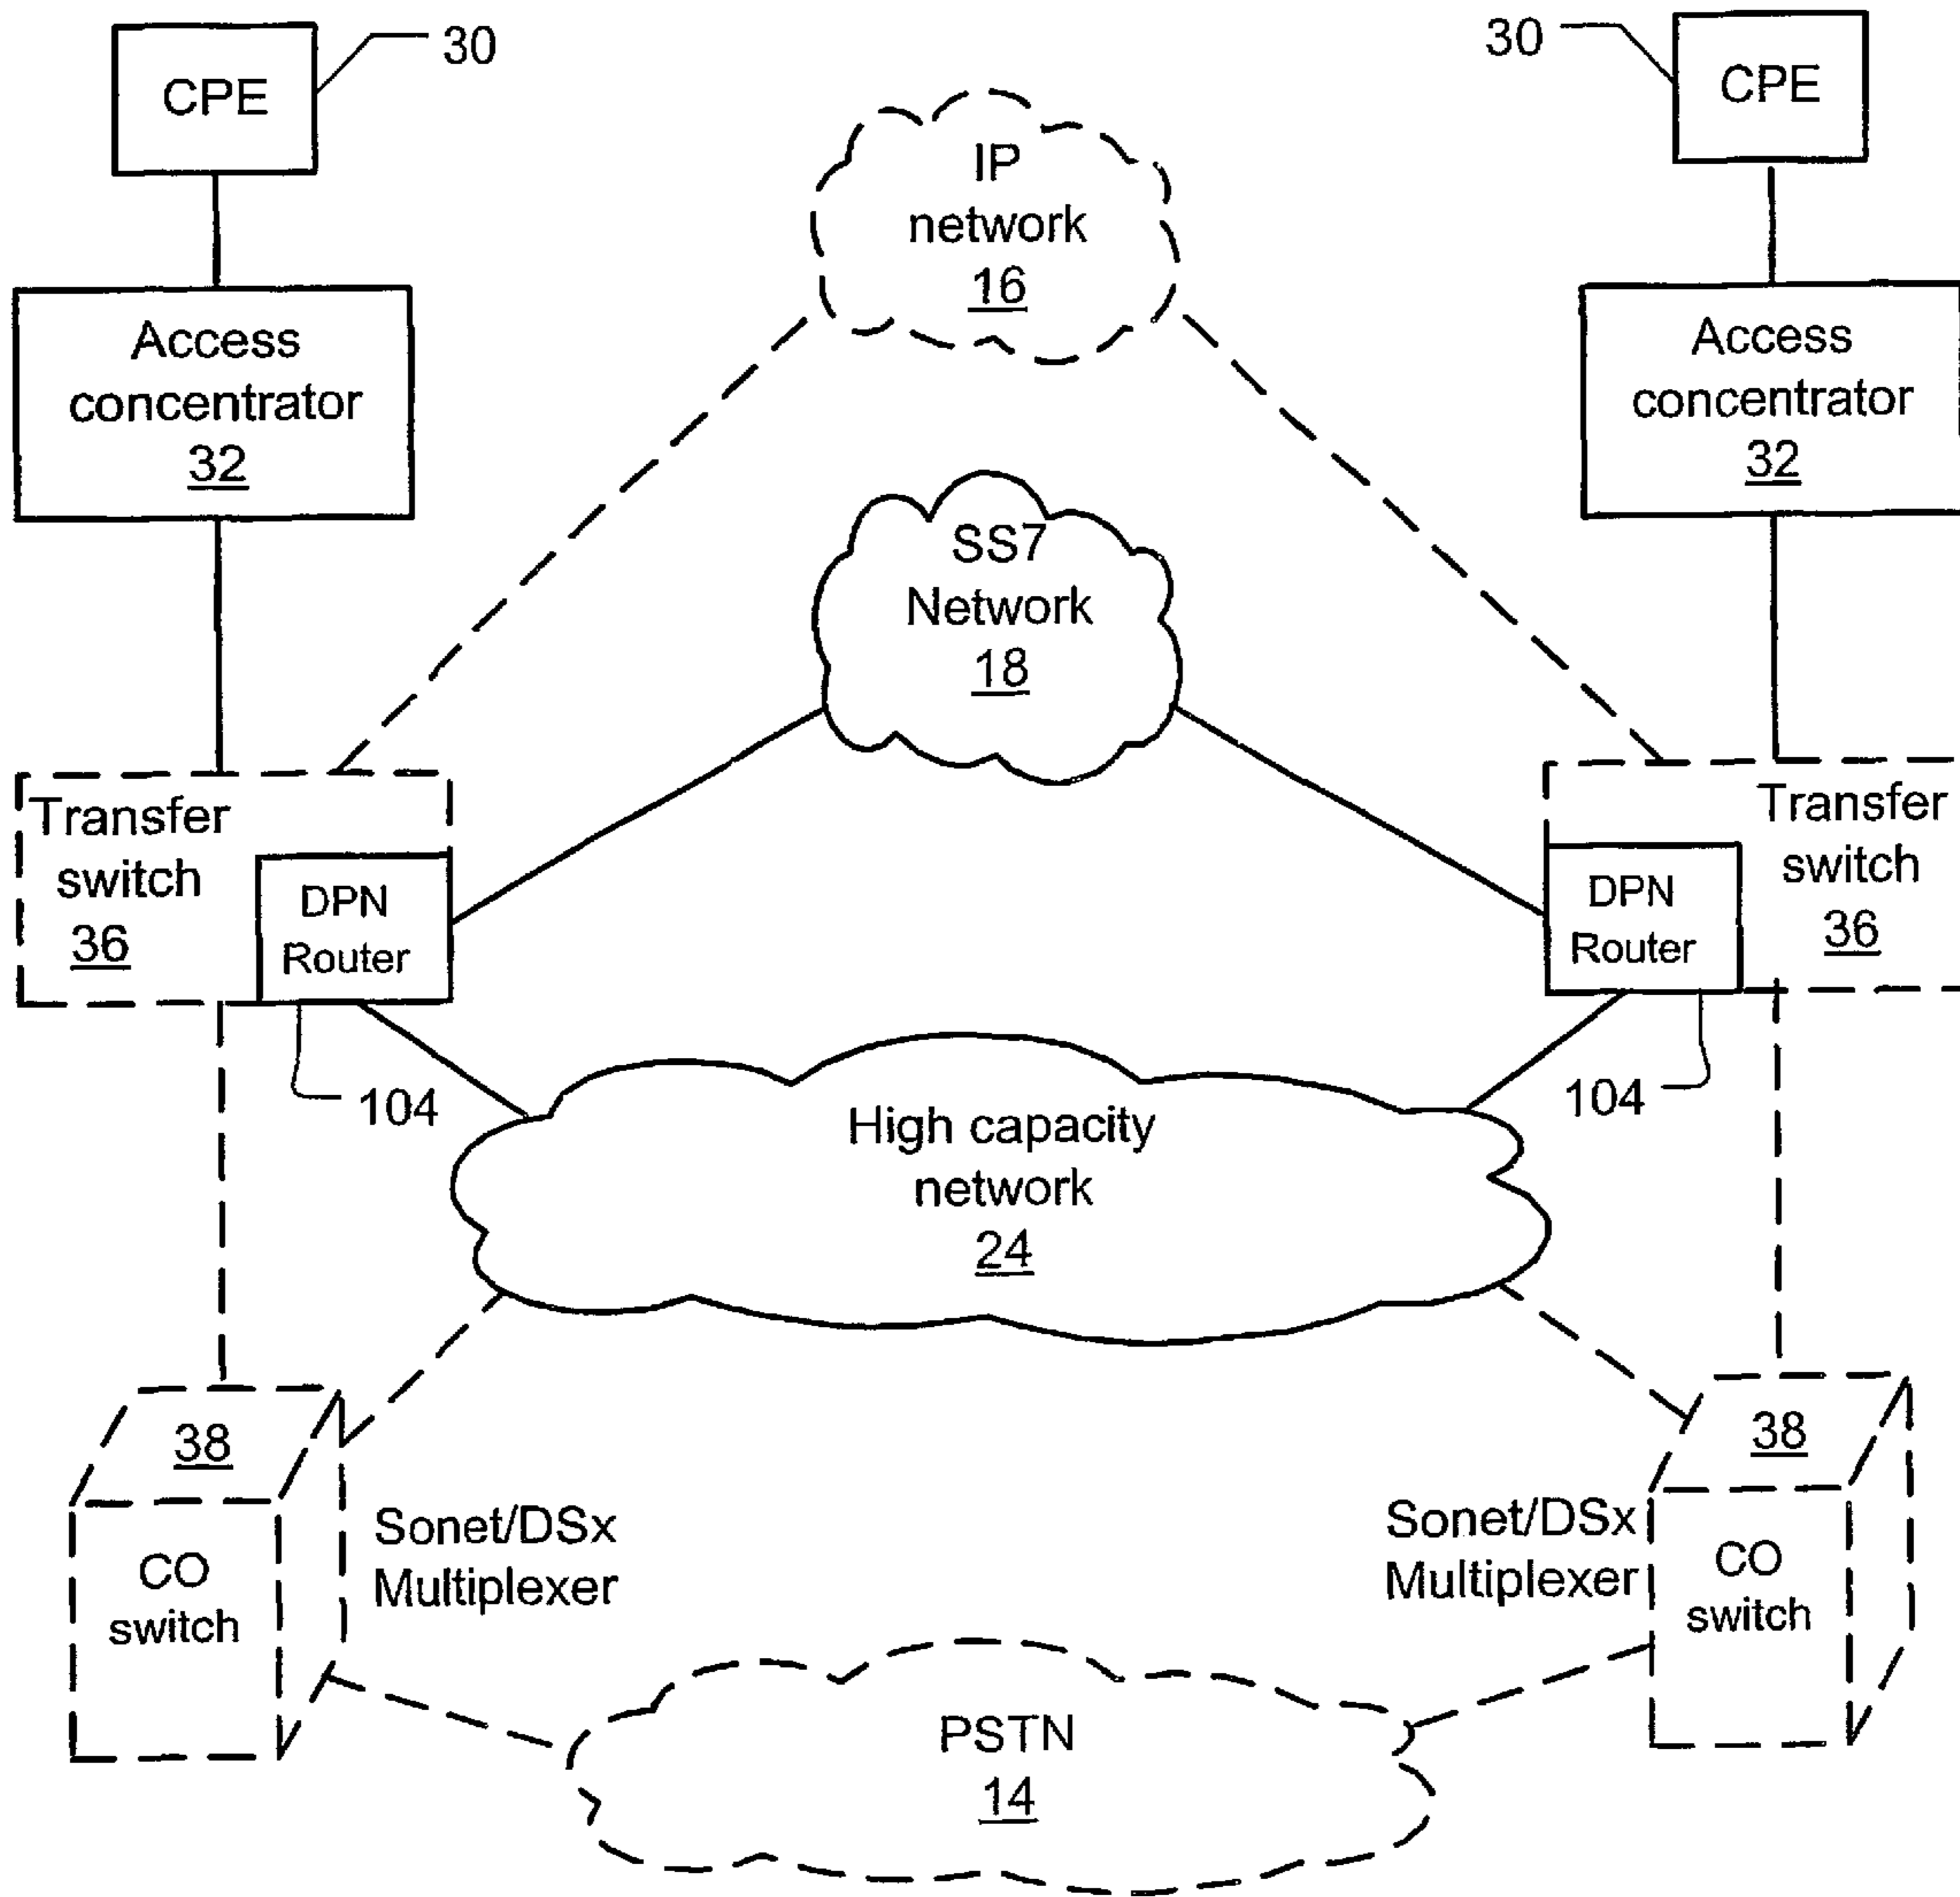 CPE
30
30
CPE
IP
network
16
Access
concentrator
32
Access
concentrator
32
SS7
Network
18
Transfer
switch
36
DPN
Router
104
Transfer
switch
36
DPN
Router
104
High capacity
network
24
38
CO
switch
Sonet/DSx
Multiplexer
Sonet/DSx
Multiplexer
38
CO
switch
PSTN
14